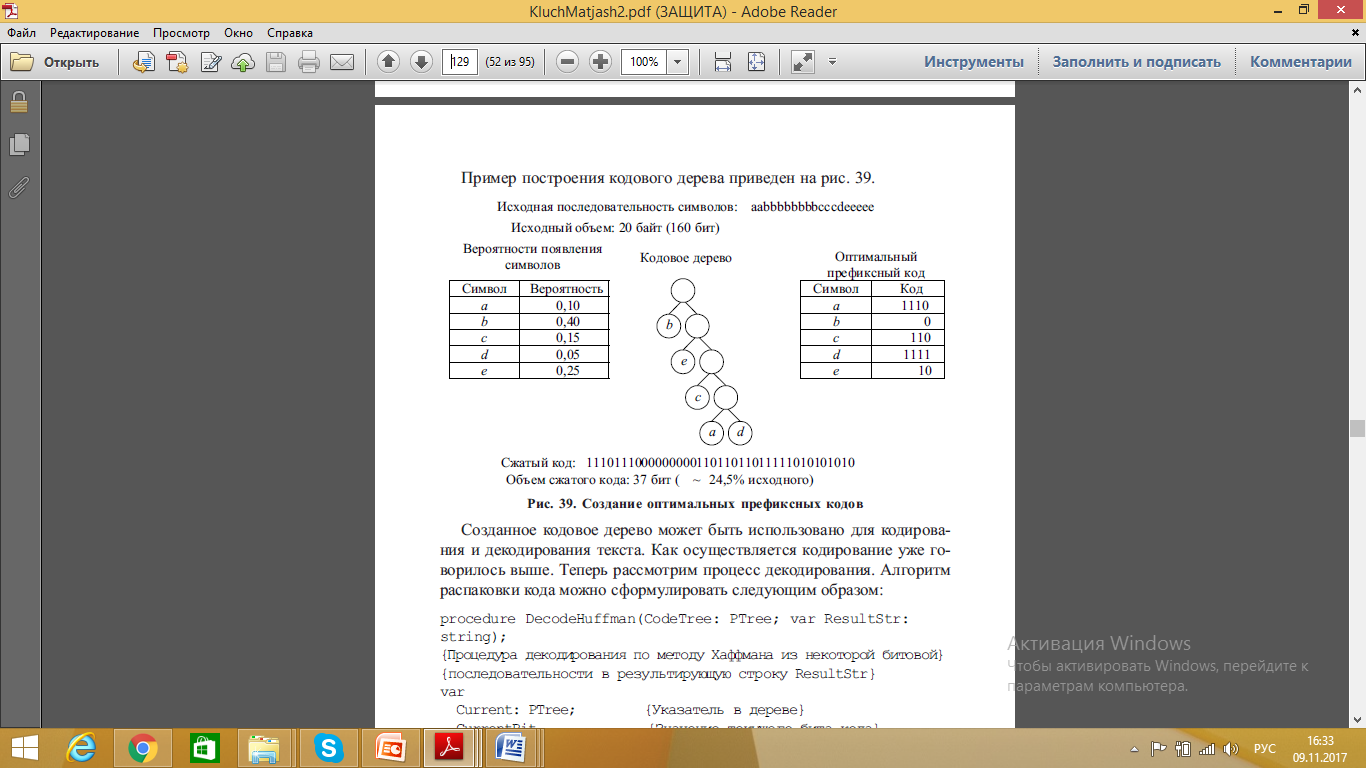 KluchMatjash2.pdf (ЗАЩИТА) - Adobe Reader
Файл Редактирование Просмотр Окно Справка
Открыть 129 (52 из 95) 100% Инструменты Заполнить и подписать Комментарии
Пример построения кодового дерева приведен на рис. 39.
Исходная последовательность символов: aabbbbbbbbcccdeeeee
Исходный объем: 20 байт (160 бит)
Вероятности появления
символов
Символ Вероятность
a 0,10
b 0,40
c 0,15
d 0,05
e 0,25
Кодовое дерево
b
e
c
a d
Оптимальный
префиксный код
Символ Код
a 1110
b 0
c 110
d 1111
e 10
Сжатый код:
Объем сжатого кода: 37 бит ( ~ 24,5% исходного)
Рис. 39. Создание оптимальных префиксных кодов
Созданное кодовое дерево может быть использовано для кодирова-
ния и декодирования текста. Как осуществляется кодирование уже го-
ворилось выше. Теперь рассмотрим процесс декодирования. Алгоритм
распаковки кода можно сформулировать следующим образом:
procedure DecodeHuffman(CodeTree: PTree; var ResultStr:
string);
{Процедура декодирования по методу Хаффмана из некоторой битовой}
{последовательности в результирующую строку ResultStr}
var
Current: PTree; {Указатель в дереве}
Активация Windows
Чтобы активировать Windows, перейдите к
параметрам компьютера.
РУС
16:33
09.11.2017